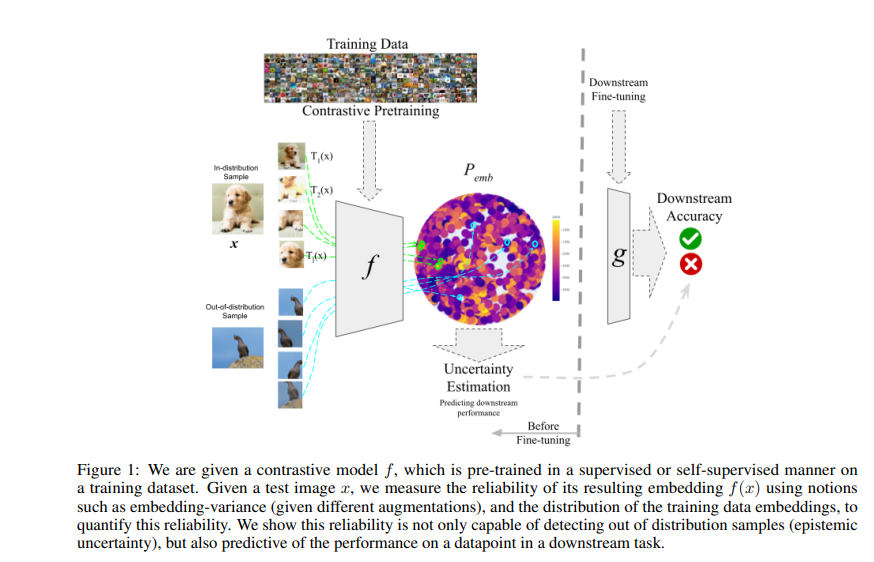 Training Data
Contrastive Pretraining
Downstream
Fine-tuning
In-distribution
Sample
x
T₁(x)
T₂(x)
Tᵢ(x)
f
P_emb
g
Downstream
Accuracy
Out-of-distribution
Sample
Uncertainty
Estimation
Predicting downstream
performance
Before
Fine-tuning
Figure 1: We are given a contrastive model f, which is pre-trained in a supervised or self-supervised manner on
a training dataset. Given a test image x, we measure the reliability of its resulting embedding f(x) using notions
such as embedding-variance (given different augmentations), and the distribution of the training data embeddings, to
quantify this reliability. We show this reliability is not only capable of detecting out of distribution samples (epistemic
uncertainty), but also predictive of the performance on a datapoint in a downstream task.